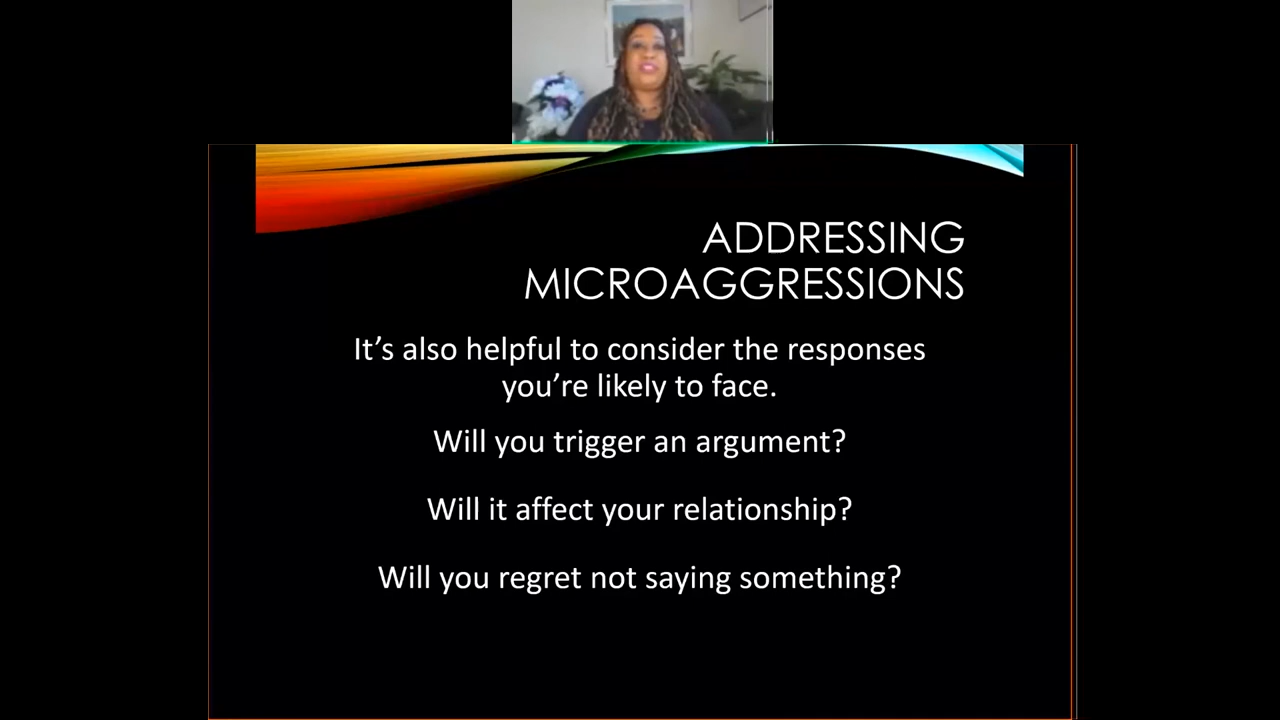 ADDRESSING
MICROAGGRESSIONS
It’s also helpful to consider the responses
you’re likely to face.
Will you trigger an argument?
Will it affect your relationship?
Will you regret not saying something?